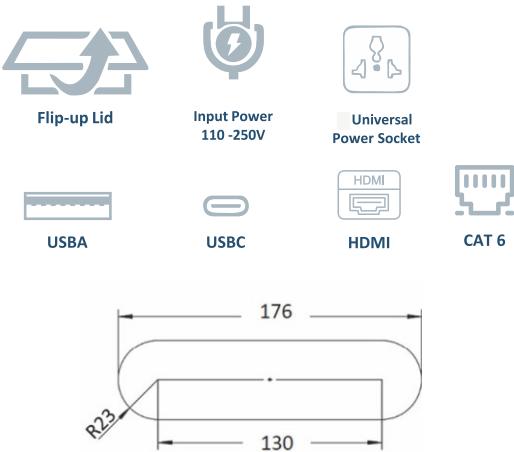 Flip-up Lid
Input Power
110 -250V
Universal
Power Socket
HDMI
USBA
USBC
HDMI
CAT 6
176
R23
130